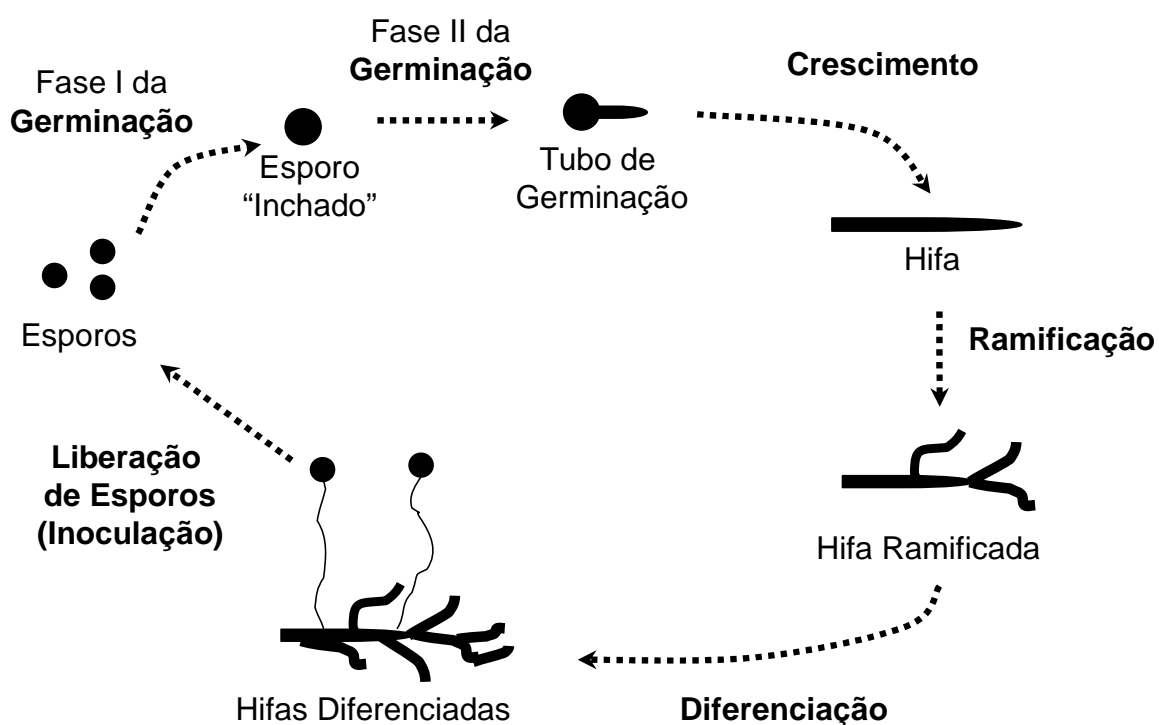 Fase I da
Germinação
Esporo
“Inchado”
Fase II da
Germinação
Tubo de
Germinação
Crescimento
Hifa
Ramificação
Hifa Ramificada
Diferenciação
Hifas Diferenciadas
Liberação
de Esporos
(Inoculação)
Esporos